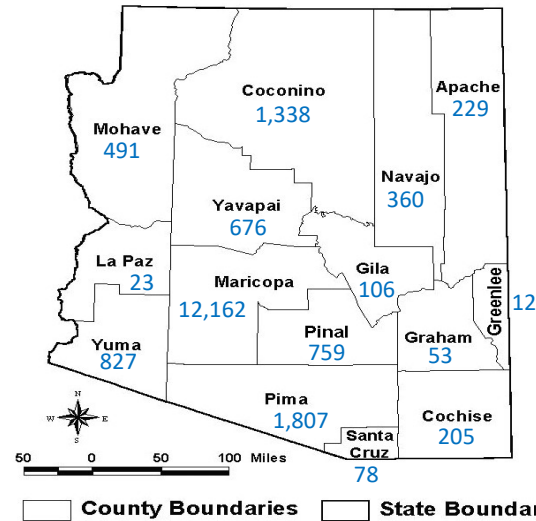 Coconino
1,338
Apache
229
Mohave
491
Navajo
360
Yavapai
676
La Paz
23
Maricopa
12,162
Gila
106
Greenlee
12
Yuma
827
Pinal
759
Graham
53
Pima
1,807
Santa
Cruz
78
Cochise
205
N
W E
S
50 0 50 100 Miles
County Boundaries State Boundar